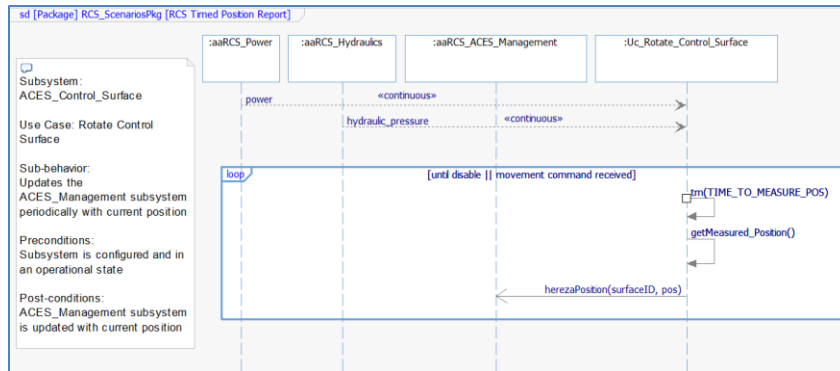 sd [Package] RCS_ScenariosPkg [RCS Timed Position Report]
:aaRCS_Power
:aaRCS_Hydraulics
:aaRCS_ACES_Management
:Uc_Rotate_Control_Surface
Subsystem:
ACES_Control_Surface
Use Case: Rotate Control
Surface
Sub-behavior:
Updates the
ACES_Management subsystem
periodically with current position
Preconditions:
Subsystem is configured and in
an operational state
Post-conditions:
ACES_Management subsystem
is updated with current position
power
«continuous»
hydraulic_pressure
«continuous»
loop
[until disable || movement command received]
tm(TIME_TO_MEASURE_POS)
getMeasured_Position()
herezaPosition(surfaceID, pos)